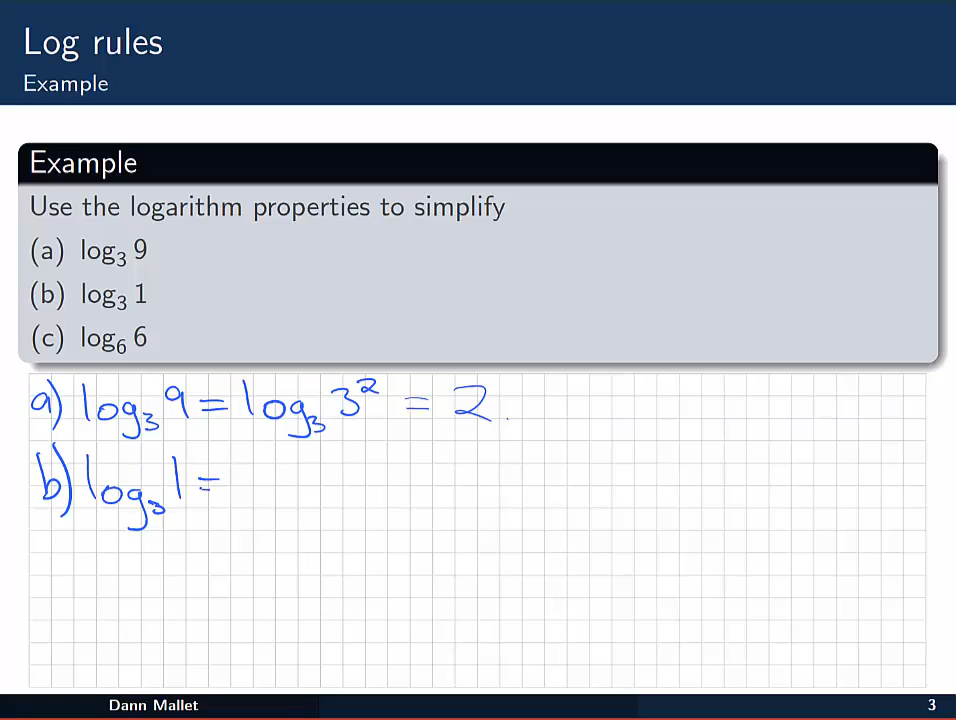 Log rules
Example
Example
Use the logarithm properties to simplify
(a) log₃ 9
(b) log₃ 1
(c) log₆ 6
a) log₃ 9 = log₃ 3² = 2.
b) log₃ 1 =
Dann Mallet 3